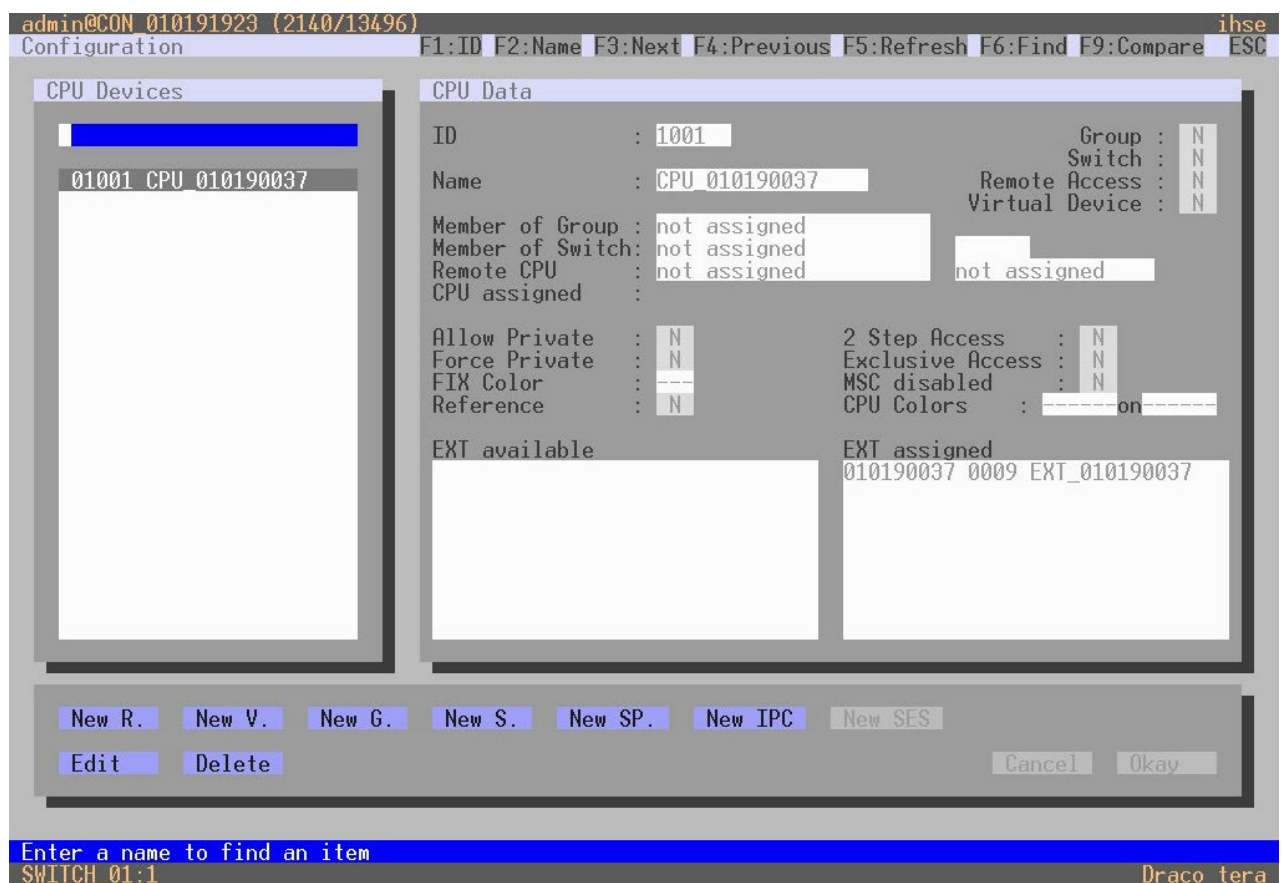 admin@CON_010191923 (2140/13496) ihse
Configuration F1:ID F2:Name F3:Next F4:Previous F5:Refresh F6:Find F9:Compare ESC
CPU Devices
01001 CPU_010190037
CPU Data
ID : 1001 Group : N
Switch : N
Name : CPU_010190037 Remote Access : N
Virtual Device : N
Member of Group : not assigned
Member of Switch: not assigned
Remote CPU : not assigned not assigned
CPU assigned :
Allow Private : N 2 Step Access : N
Force Private : N Exclusive Access : N
FIX Color : --- MSC disabled : N
Reference : N CPU Colors : ------on------
EXT available EXT assigned
010190037 0009 EXT_010190037
New R. New V. New G. New S. New SP. New IPC New SES
Edit Delete Cancel Okay
Enter a name to find an item
SWITCH 01:1 Draco tera